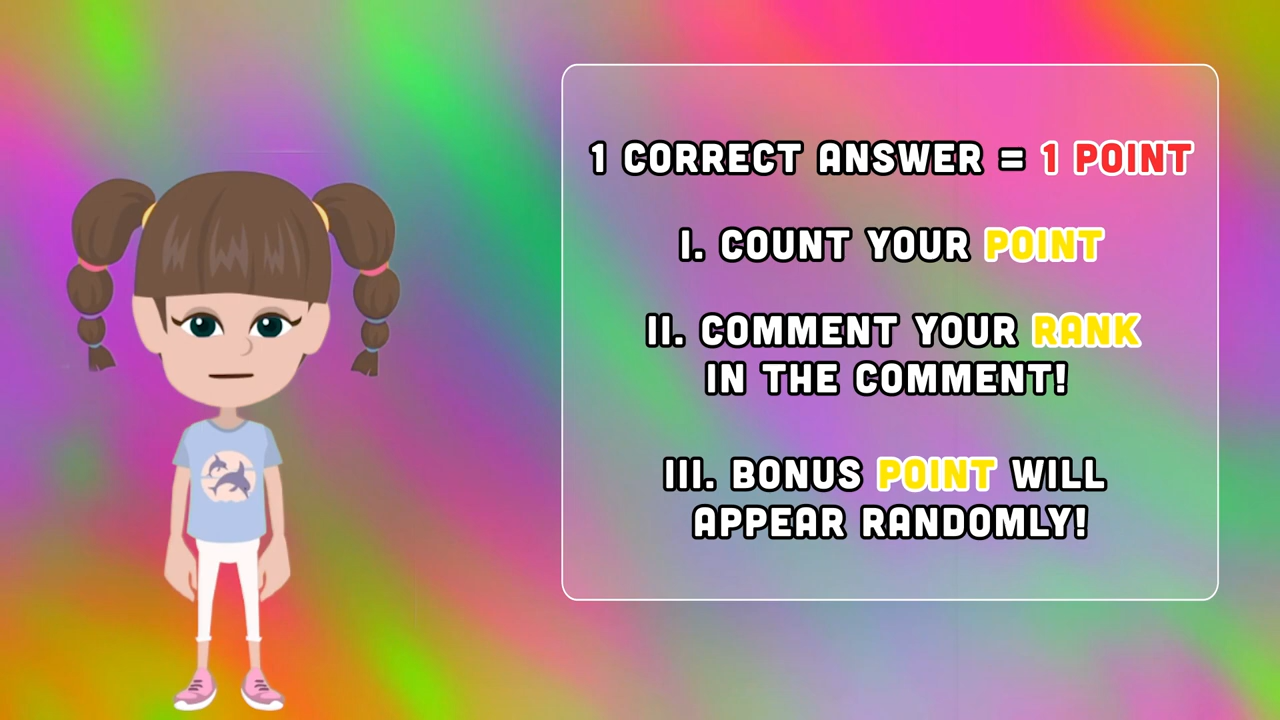 1 CORRECT ANSWER = 1 POINT
I. COUNT YOUR POINT
II. COMMENT YOUR RANK
IN THE COMMENT!
III. BONUS POINT WILL
APPEAR RANDOMLY!